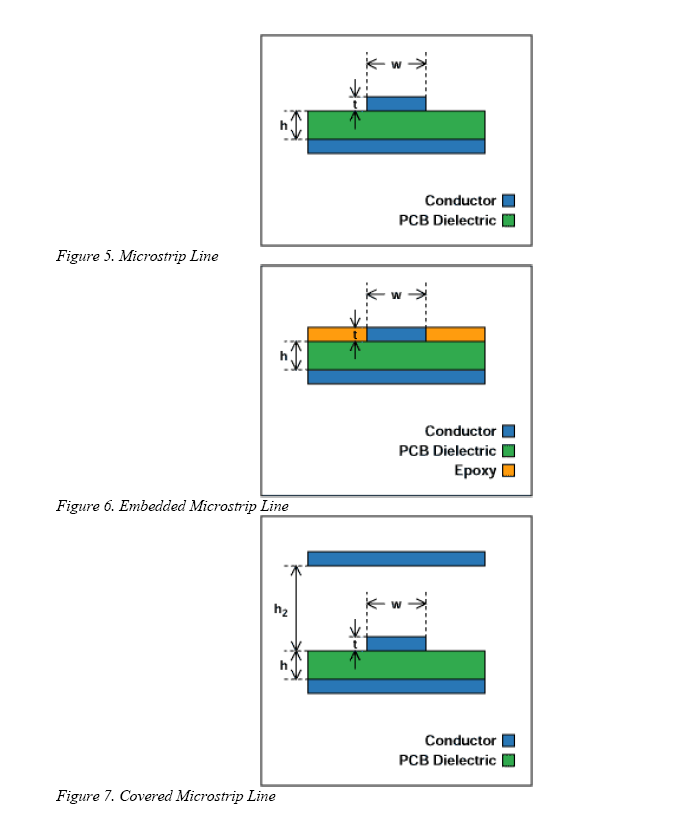 w
t
h
Conductor
PCB Dielectric
Figure 5. Microstrip Line
w
t
h
Conductor
PCB Dielectric
Epoxy
Figure 6. Embedded Microstrip Line
h₂
w
t
h
Conductor
PCB Dielectric
Figure 7. Covered Microstrip Line